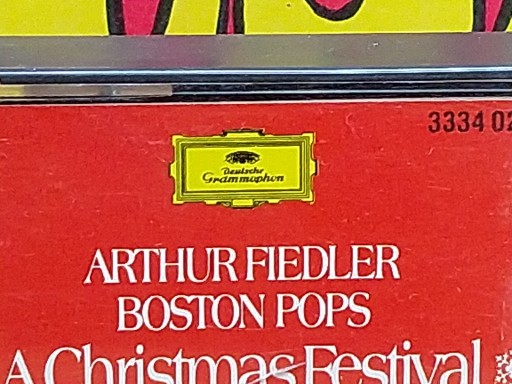 3334 02
Deutsche
Grammophon
ARTHUR FIEDLER
BOSTON POPS
A Christmas Festival